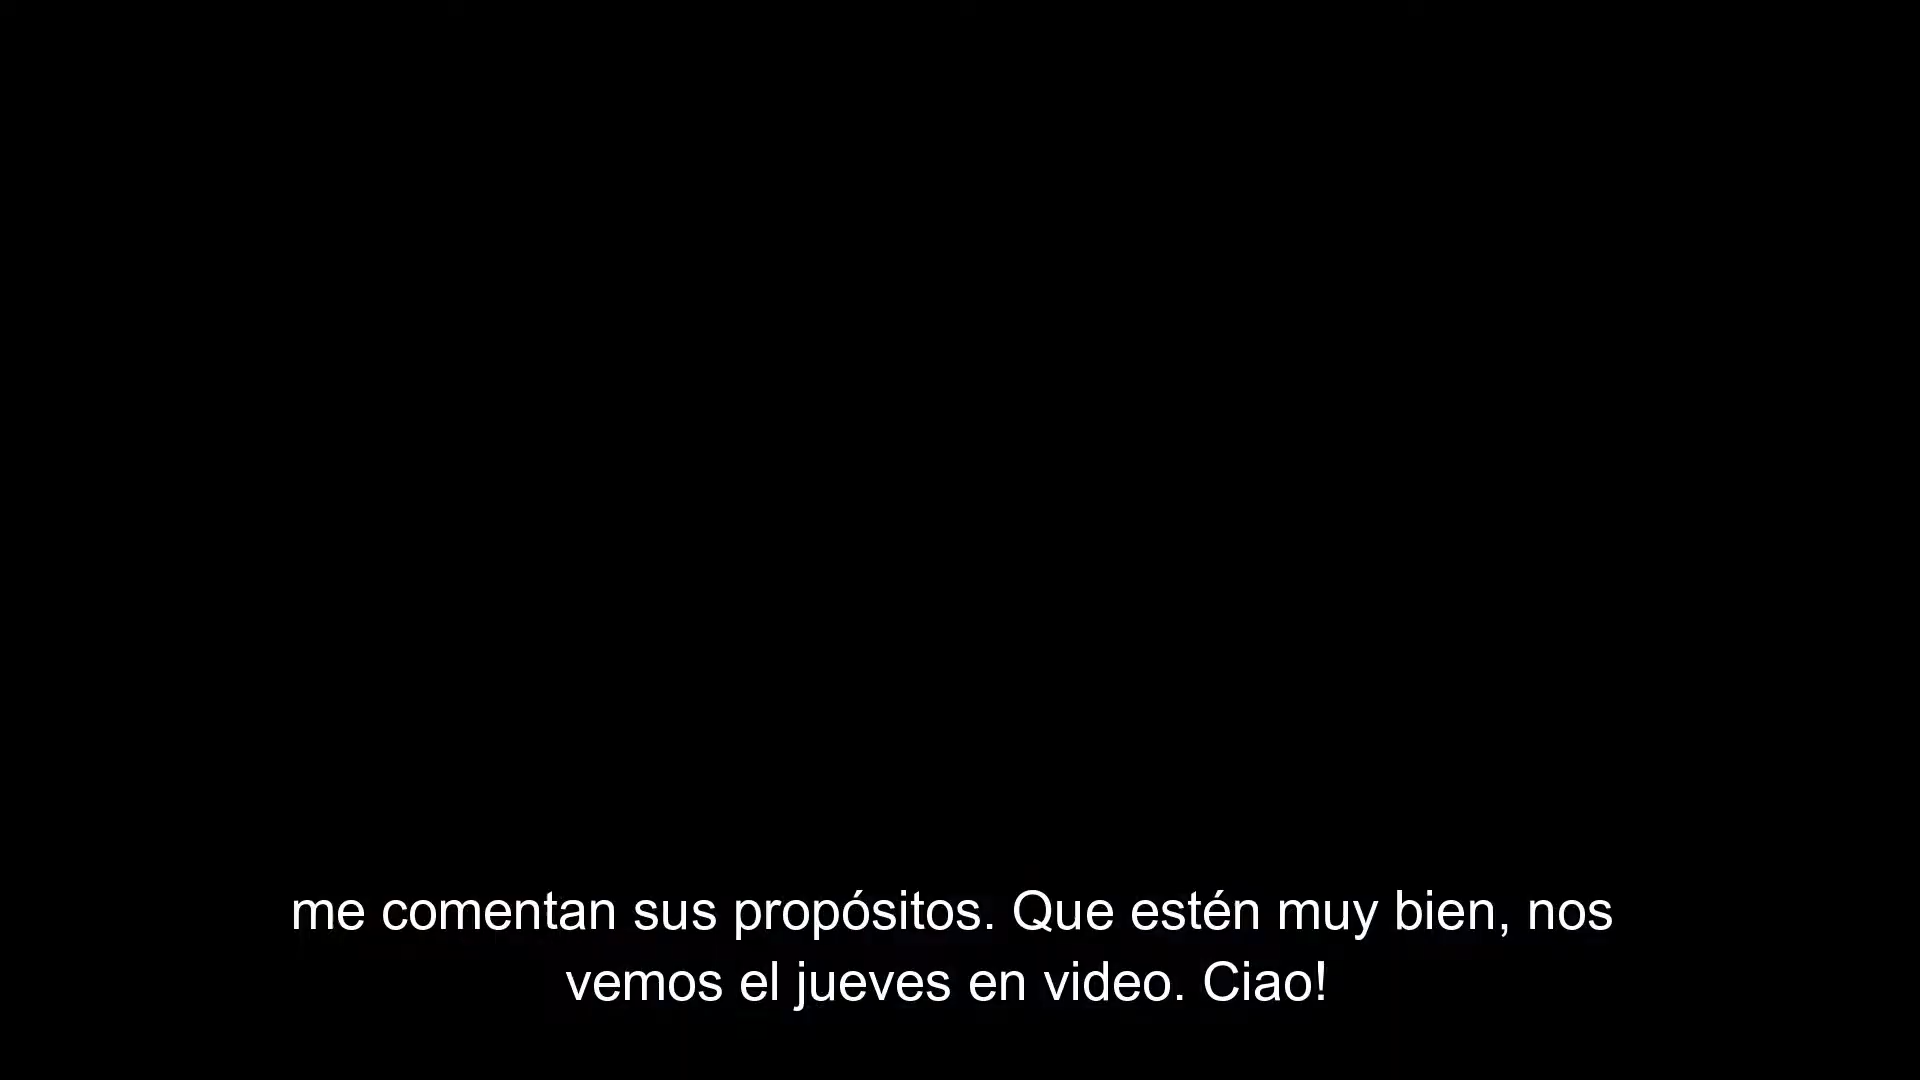 me comentan sus propósitos. Que estén muy bien, nos
vemos el jueves en video. Ciao!